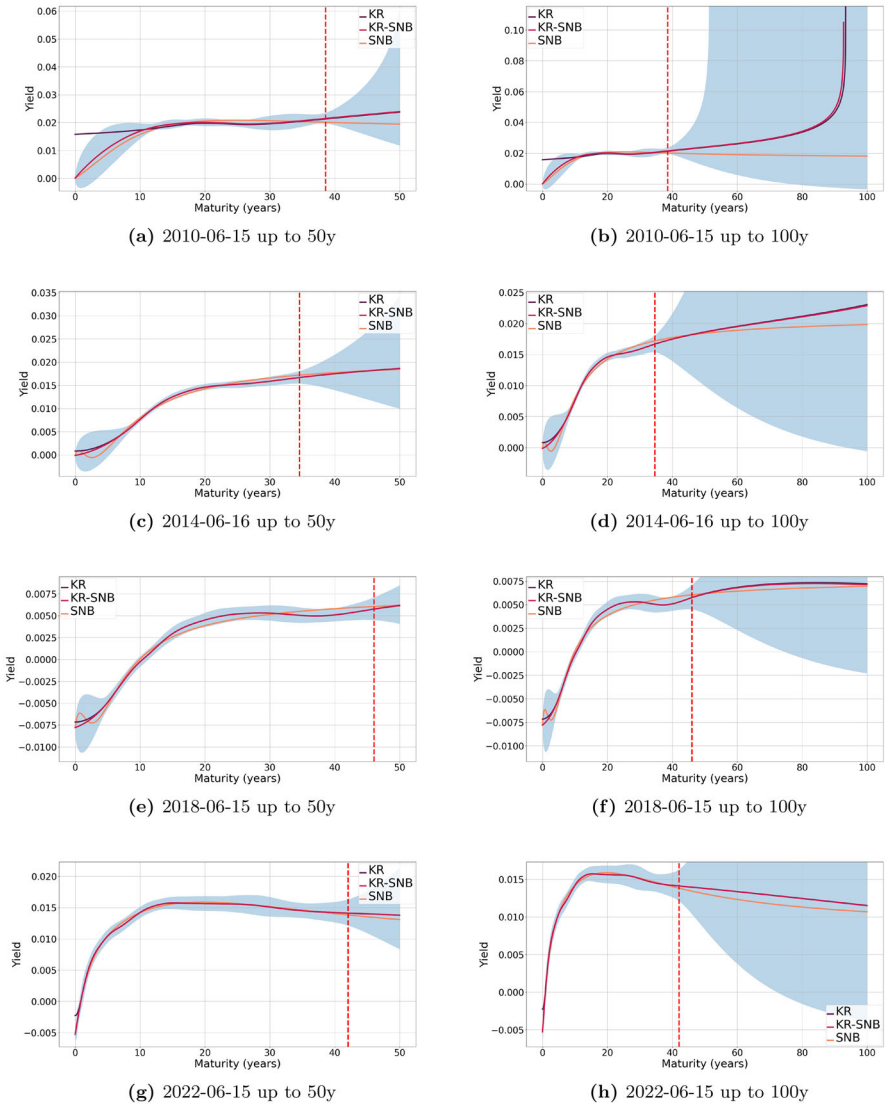 0.06
0.05
0.04
0.03
0.02
0.01
0.00
Yield
KR
KR-SNB
SNB
0 10 20 30 40 50
Maturity (years)
(a) 2010-06-15 up to 50y
0.10
0.08
0.06
0.04
0.02
0.00
Yield
KR
KR-SNB
SNB
0 20 40 60 80 100
Maturity (years)
(b) 2010-06-15 up to 100y
0.035
0.030
0.025
0.020
0.015
0.010
0.005
0.000
Yield
KR
KR-SNB
SNB
0 10 20 30 40 50
Maturity (years)
(c) 2014-06-16 up to 50y
0.025
0.020
0.015
0.010
0.005
0.000
Yield
KR
KR-SNB
SNB
0 20 40 60 80 100
Maturity (years)
(d) 2014-06-16 up to 100y
0.0075
0.0050
0.0025
0.0000
−0.0025
−0.0050
−0.0075
−0.0100
Yield
KR
KR-SNB
SNB
0 10 20 30 40 50
Maturity (years)
(e) 2018-06-15 up to 50y
0.0075
0.0050
0.0025
0.0000
−0.0025
−0.0050
−0.0075
−0.0100
Yield
KR
KR-SNB
SNB
0 20 40 60 80 100
Maturity (years)
(f) 2018-06-15 up to 100y
0.020
0.015
0.010
0.005
0.000
−0.005
Yield
KR
KR-SNB
SNB
0 10 20 30 40 50
Maturity (years)
(g) 2022-06-15 up to 50y
0.015
0.010
0.005
0.000
−0.005
Yield
KR
KR-SNB
SNB
0 20 40 60 80 100
Maturity (years)
(h) 2022-06-15 up to 100y